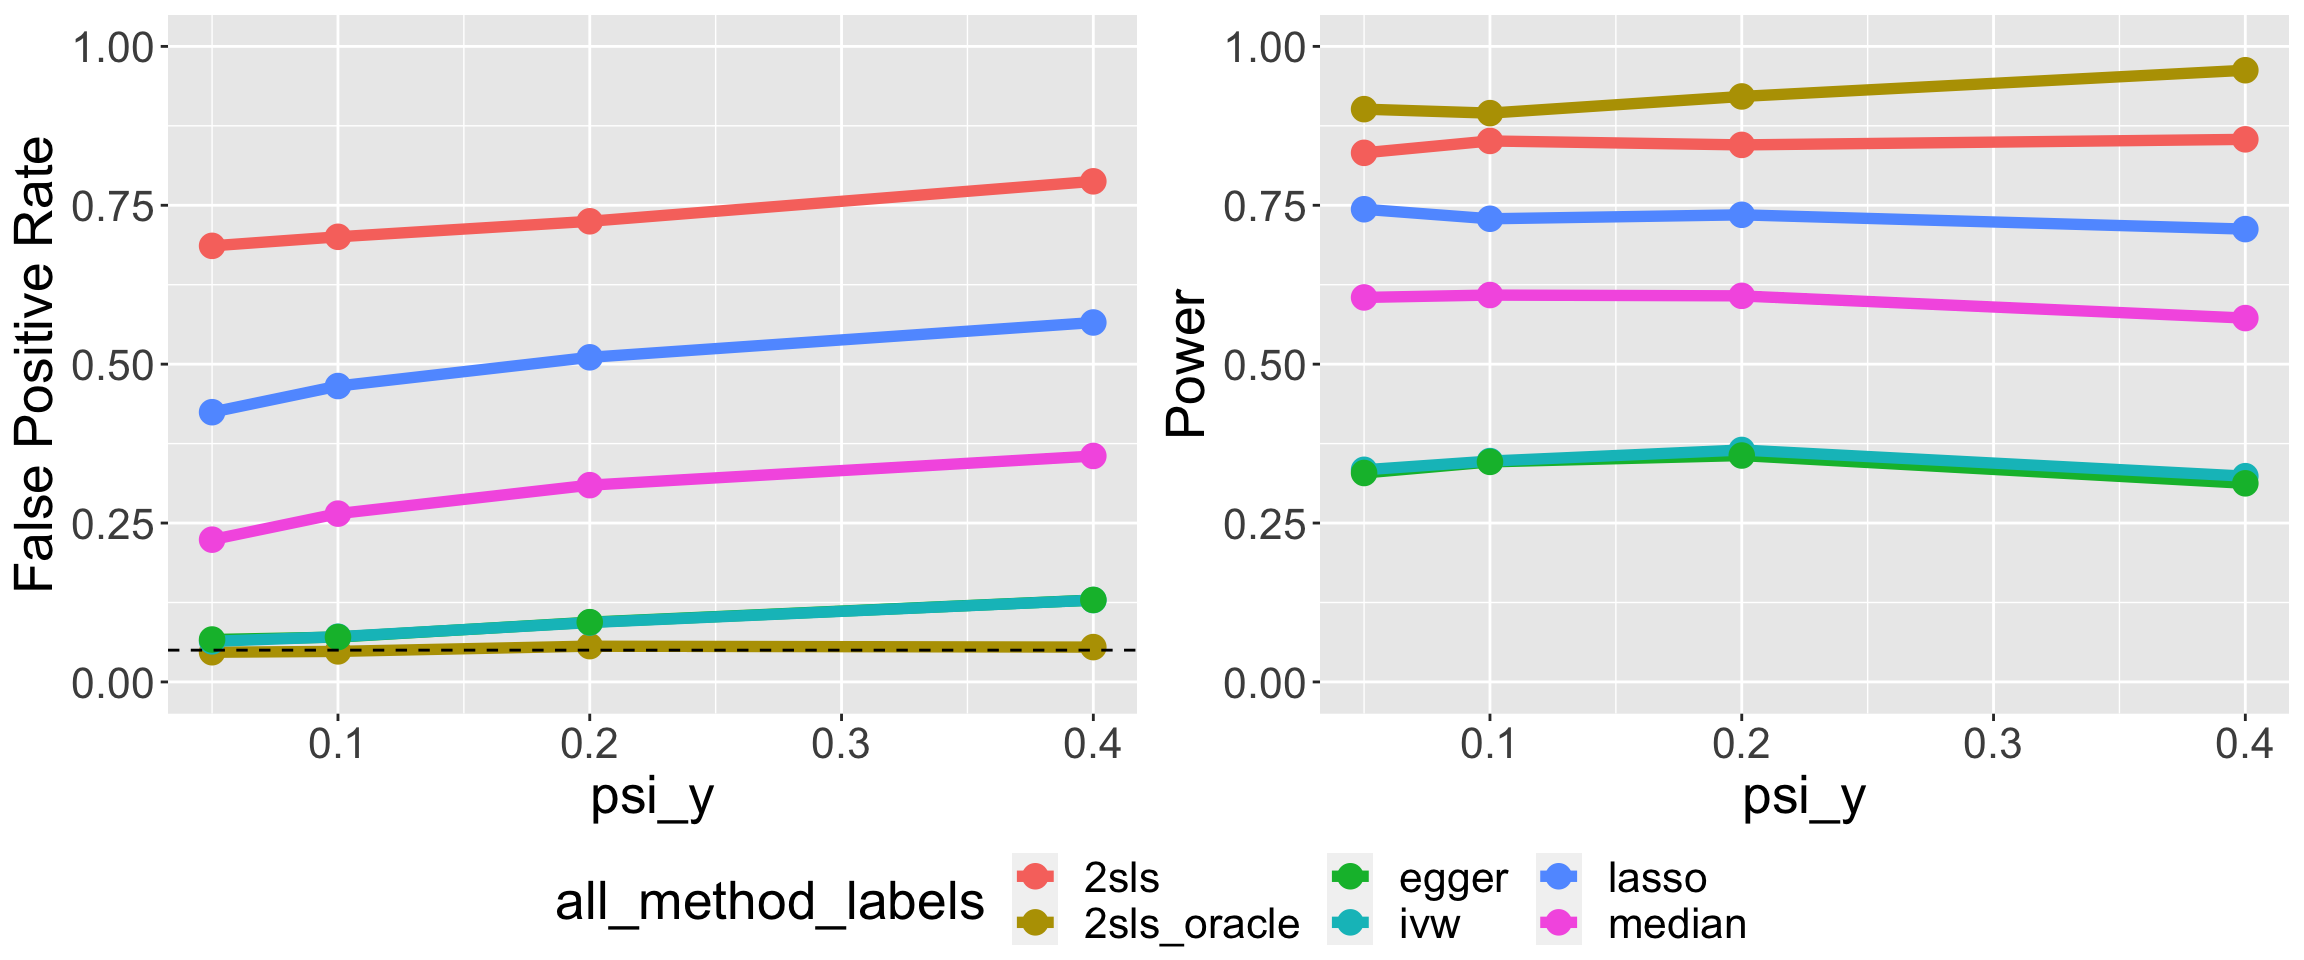 False Positive Rate
1.00
0.75
0.50
0.25
0.00
0.1 0.2 0.3 0.4
psi_y
Power
1.00
0.75
0.50
0.25
0.00
0.1 0.2 0.3 0.4
psi_y
all_method_labels
2sls egger lasso
2sls_oracle ivw median